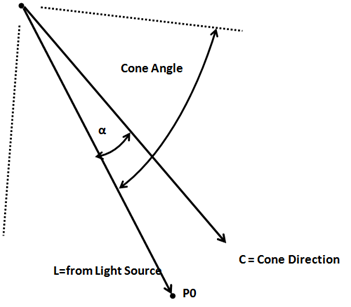 Cone Angle
α
C = Cone Direction
L=from Light Source
P0